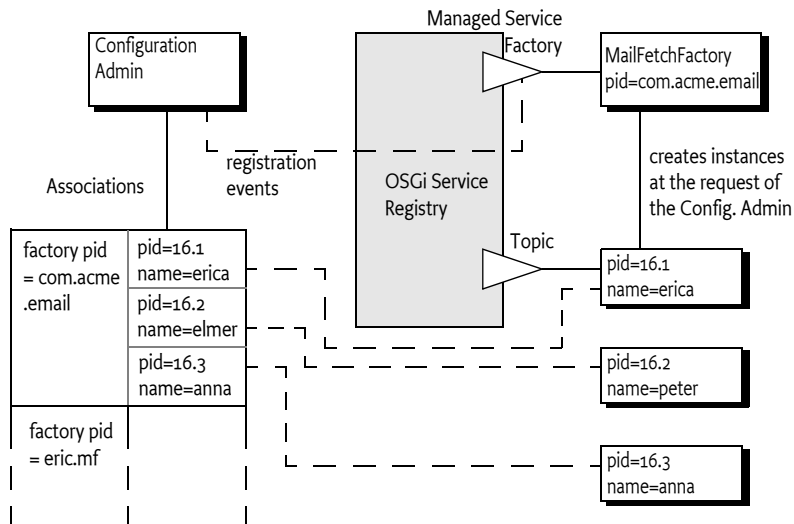 Managed Service
Factory
Configuration
Admin
MailFetchFactory
pid=com.acme.email
registration
events
creates instances
at the request of
the Config. Admin
Associations
OSGi Service
Registry
Topic
factory pid
= com.acme
.email
pid=16.1
name=erica
pid=16.2
name=elmer
pid=16.3
name=anna
pid=16.1
name=erica
pid=16.2
name=peter
pid=16.3
name=anna
factory pid
= eric.mf